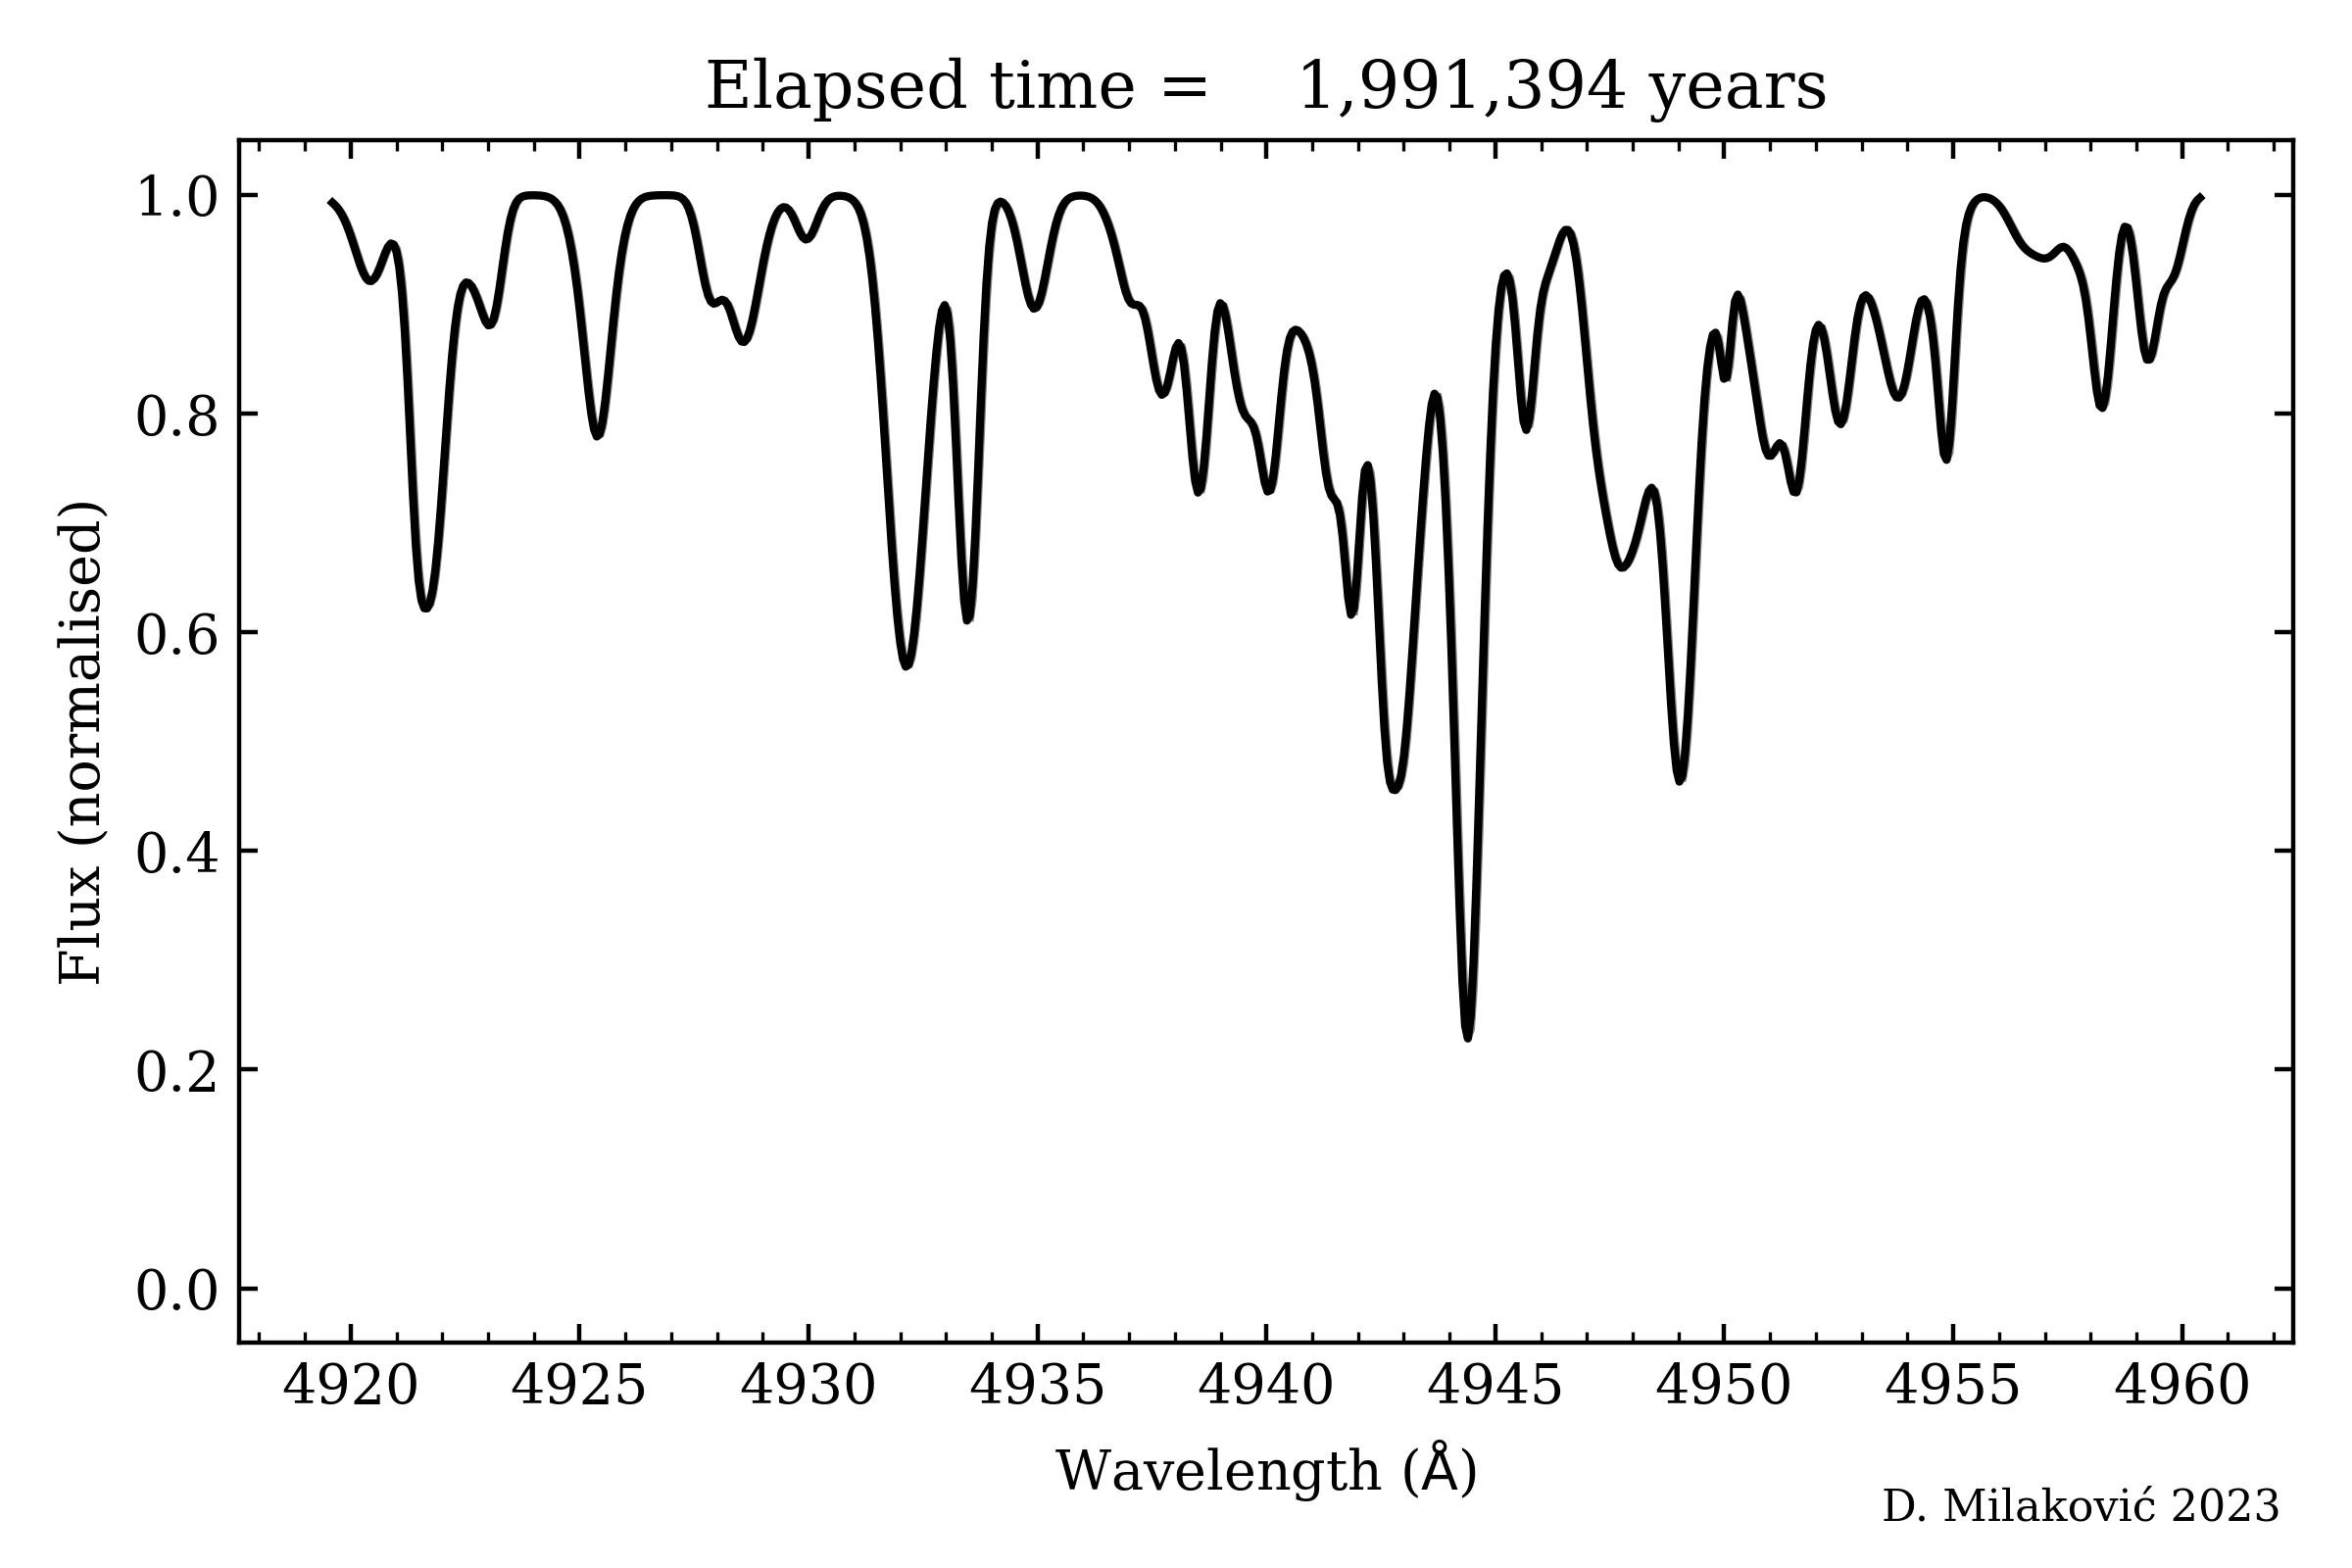 Elapsed time = 1,991,394 years
1.0
0.8
0.6
0.4
0.2
0.0
Flux (normalised)
4920 4925 4930 4935 4940 4945 4950 4955 4960
Wavelength (Å)
D. Milaković 2023